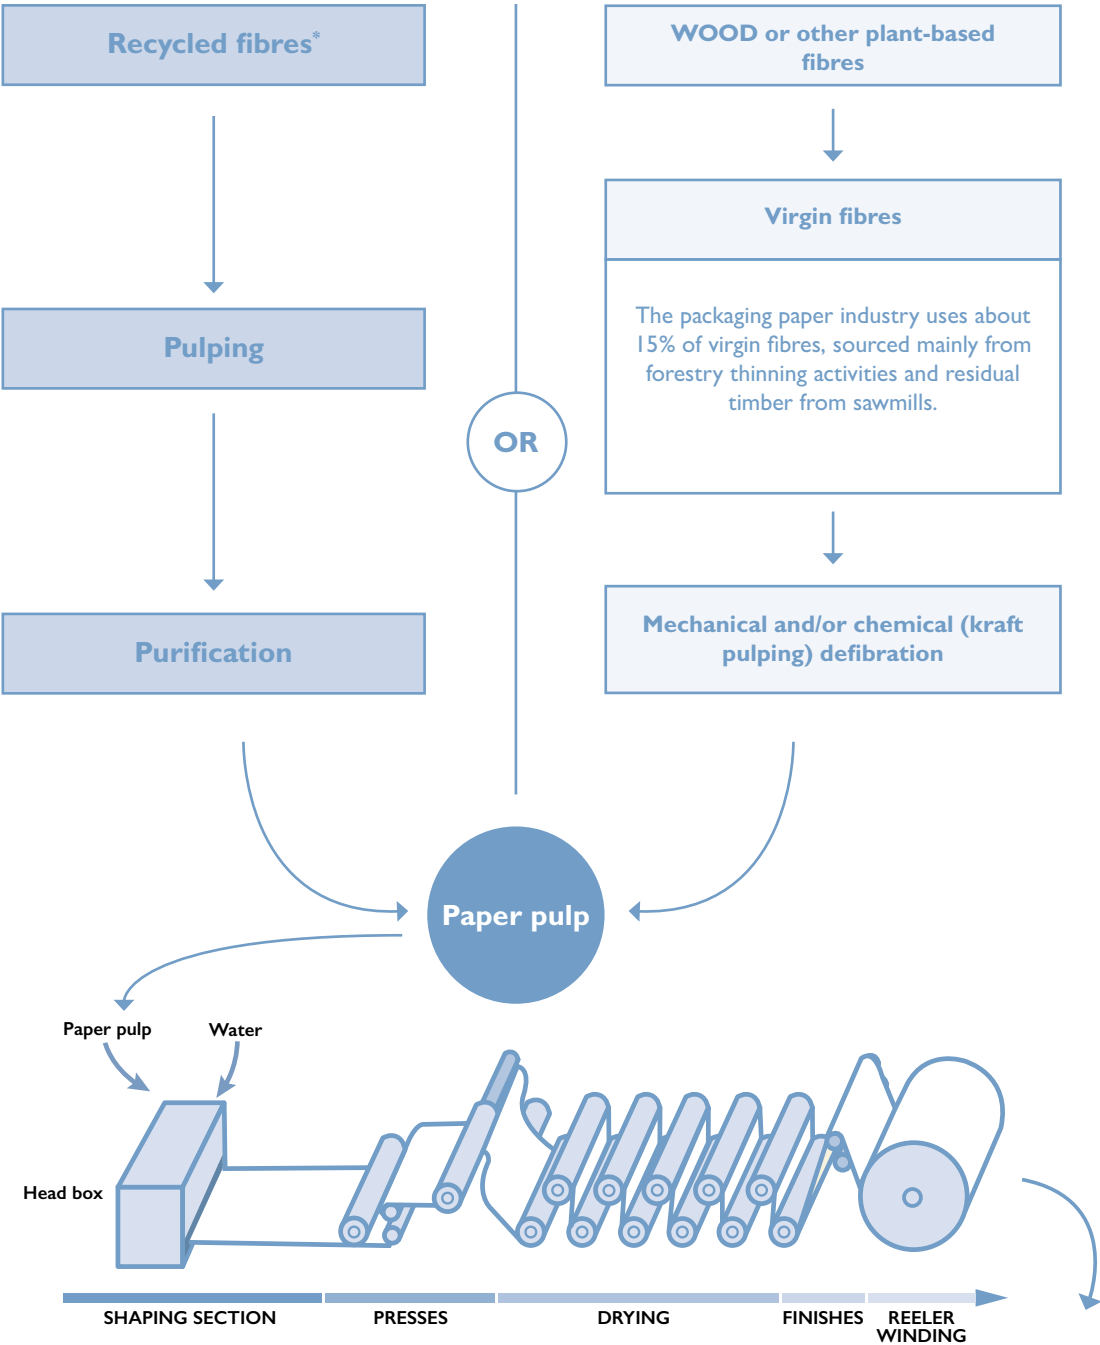 Recycled fibres*
Pulping
Purification
OR
WOOD or other plant-based
fibres
Virgin fibres
The packaging paper industry uses about
15% of virgin fibres, sourced mainly from
forestry thinning activities and residual
timber from sawmills.
Mechanical and/or chemical (kraft
pulping) defibration
Paper pulp
Paper pulp
Water
Head box
SHAPING SECTION
PRESSES
DRYING
FINISHES
REELER
WINDING